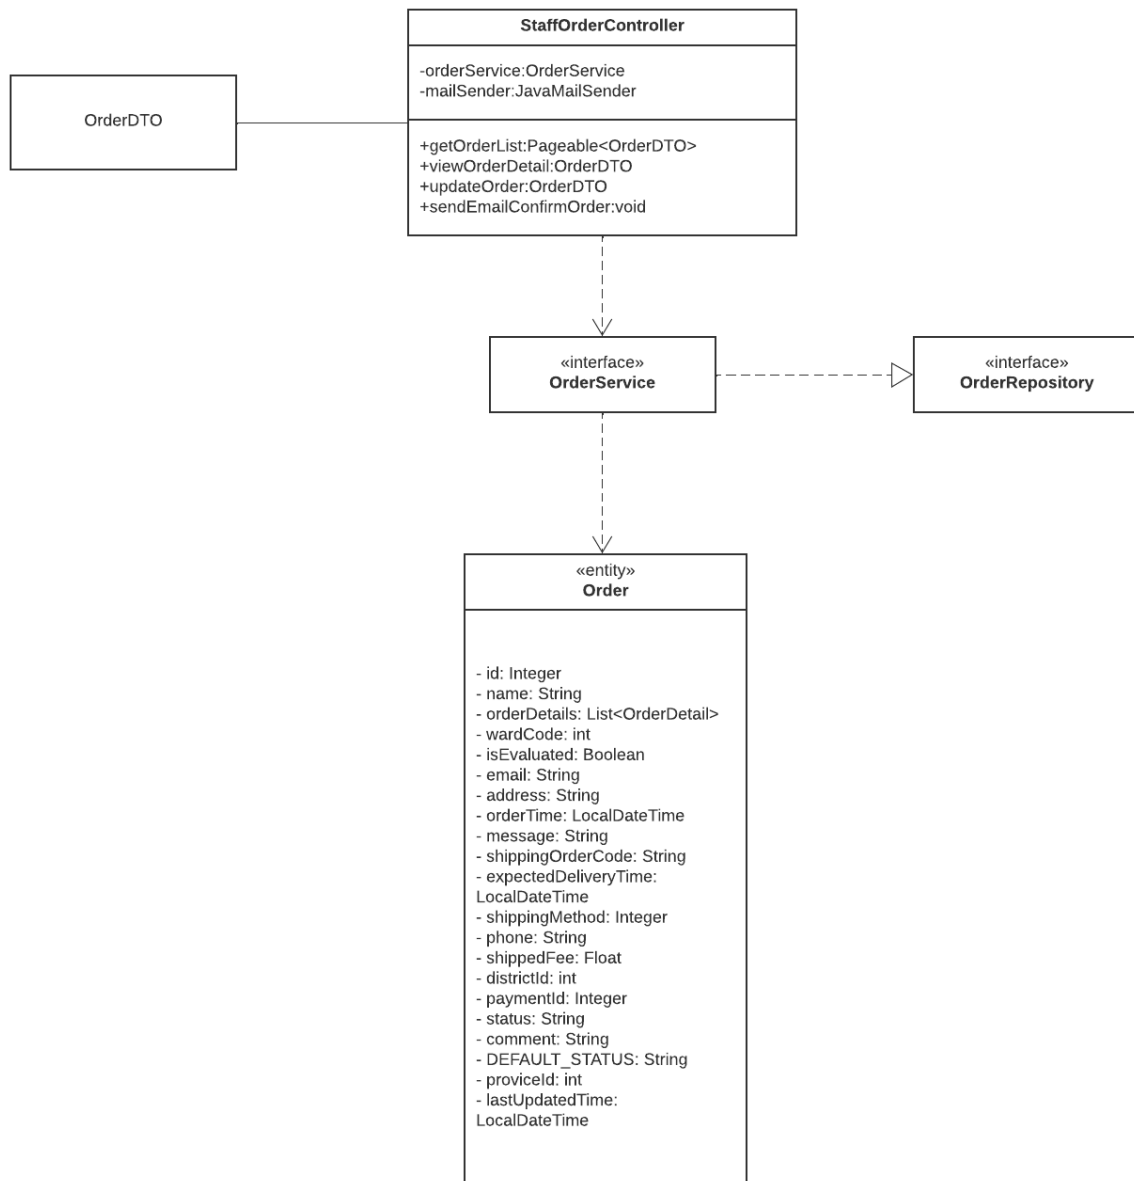 StaffOrderController
-orderService:OrderService
-mailSender:JavaMailSender
OrderDTO
+getOrderList:Pageable<OrderDTO>
+viewOrderDetail:OrderDTO
+updateOrder:OrderDTO
+sendEmailConfirmOrder:void
«interface»
OrderService
«interface»
OrderRepository
«entity»
Order
- id: Integer
- name: String
- orderDetails: List<OrderDetail>
- wardCode: int
- isEvaluated: Boolean
- email: String
- address: String
- orderTime: LocalDateTime
- message: String
- shippingOrderCode: String
- expectedDeliveryTime:
LocalDateTime
- shippingMethod: Integer
- phone: String
- shippedFee: Float
- districtId: int
- paymentId: Integer
- status: String
- comment: String
- DEFAULT_STATUS: String
- proviceId: int
- lastUpdatedTime:
LocalDateTime